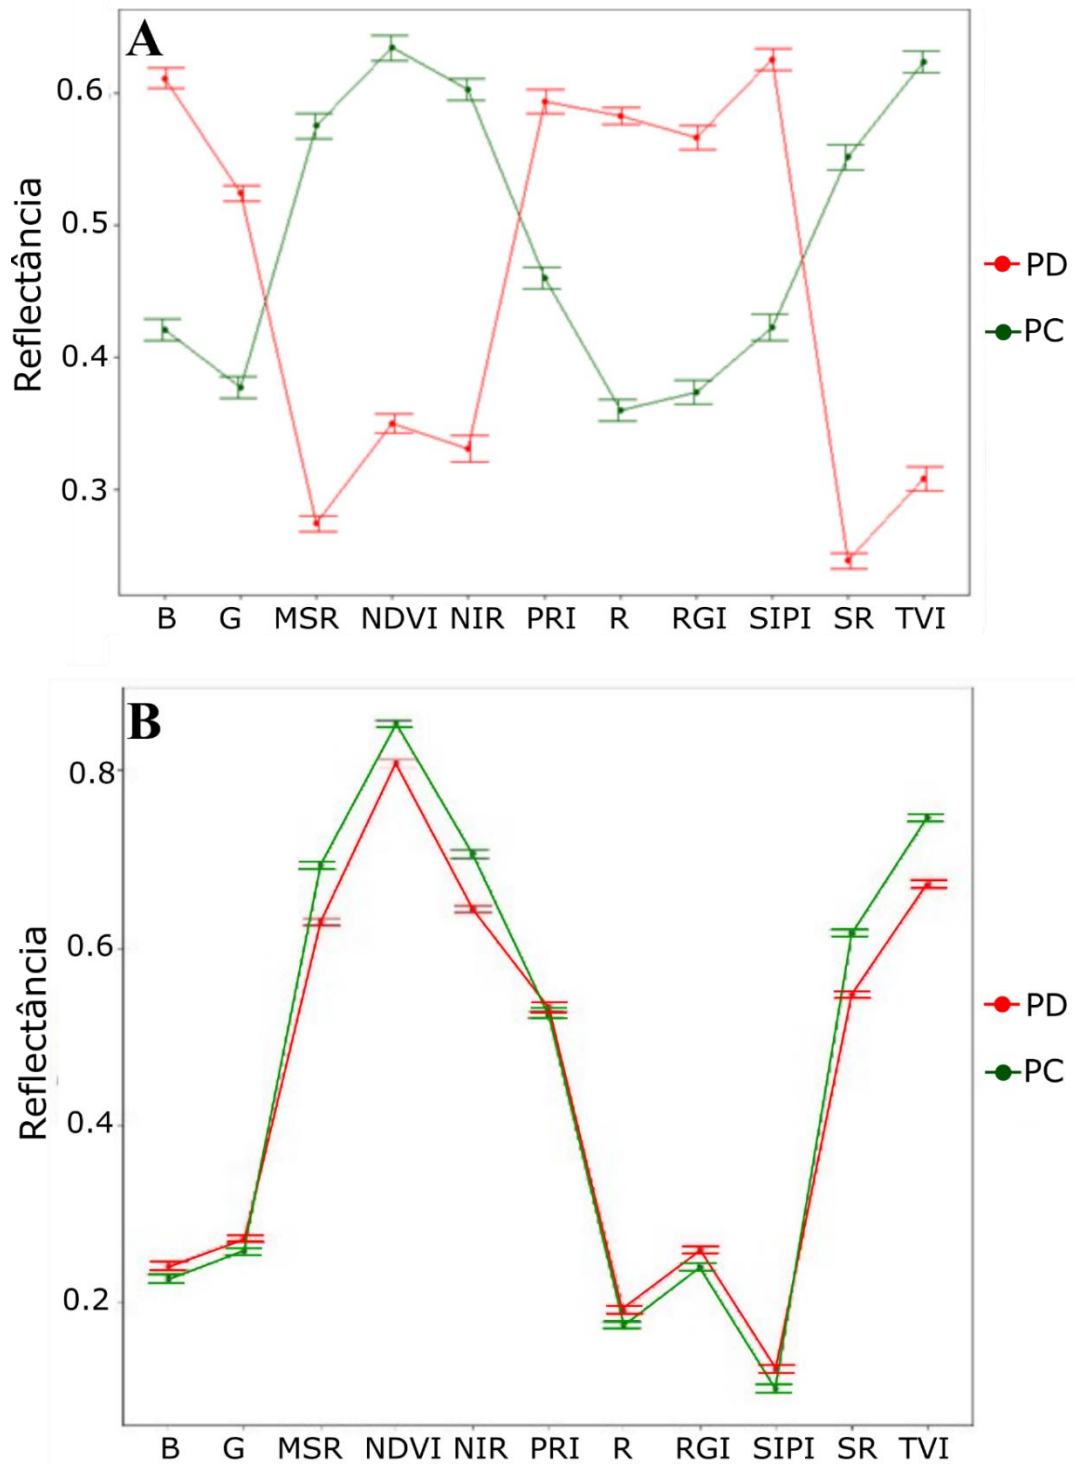 A
0.6
0.5
0.4
0.3
Reflectância
B G MSR NDVI NIR PRI R RGI SIPI SR TVI
PD
PC
B
0.8
0.6
0.4
0.2
Reflectância
B G MSR NDVI NIR PRI R RGI SIPI SR TVI
PD
PC